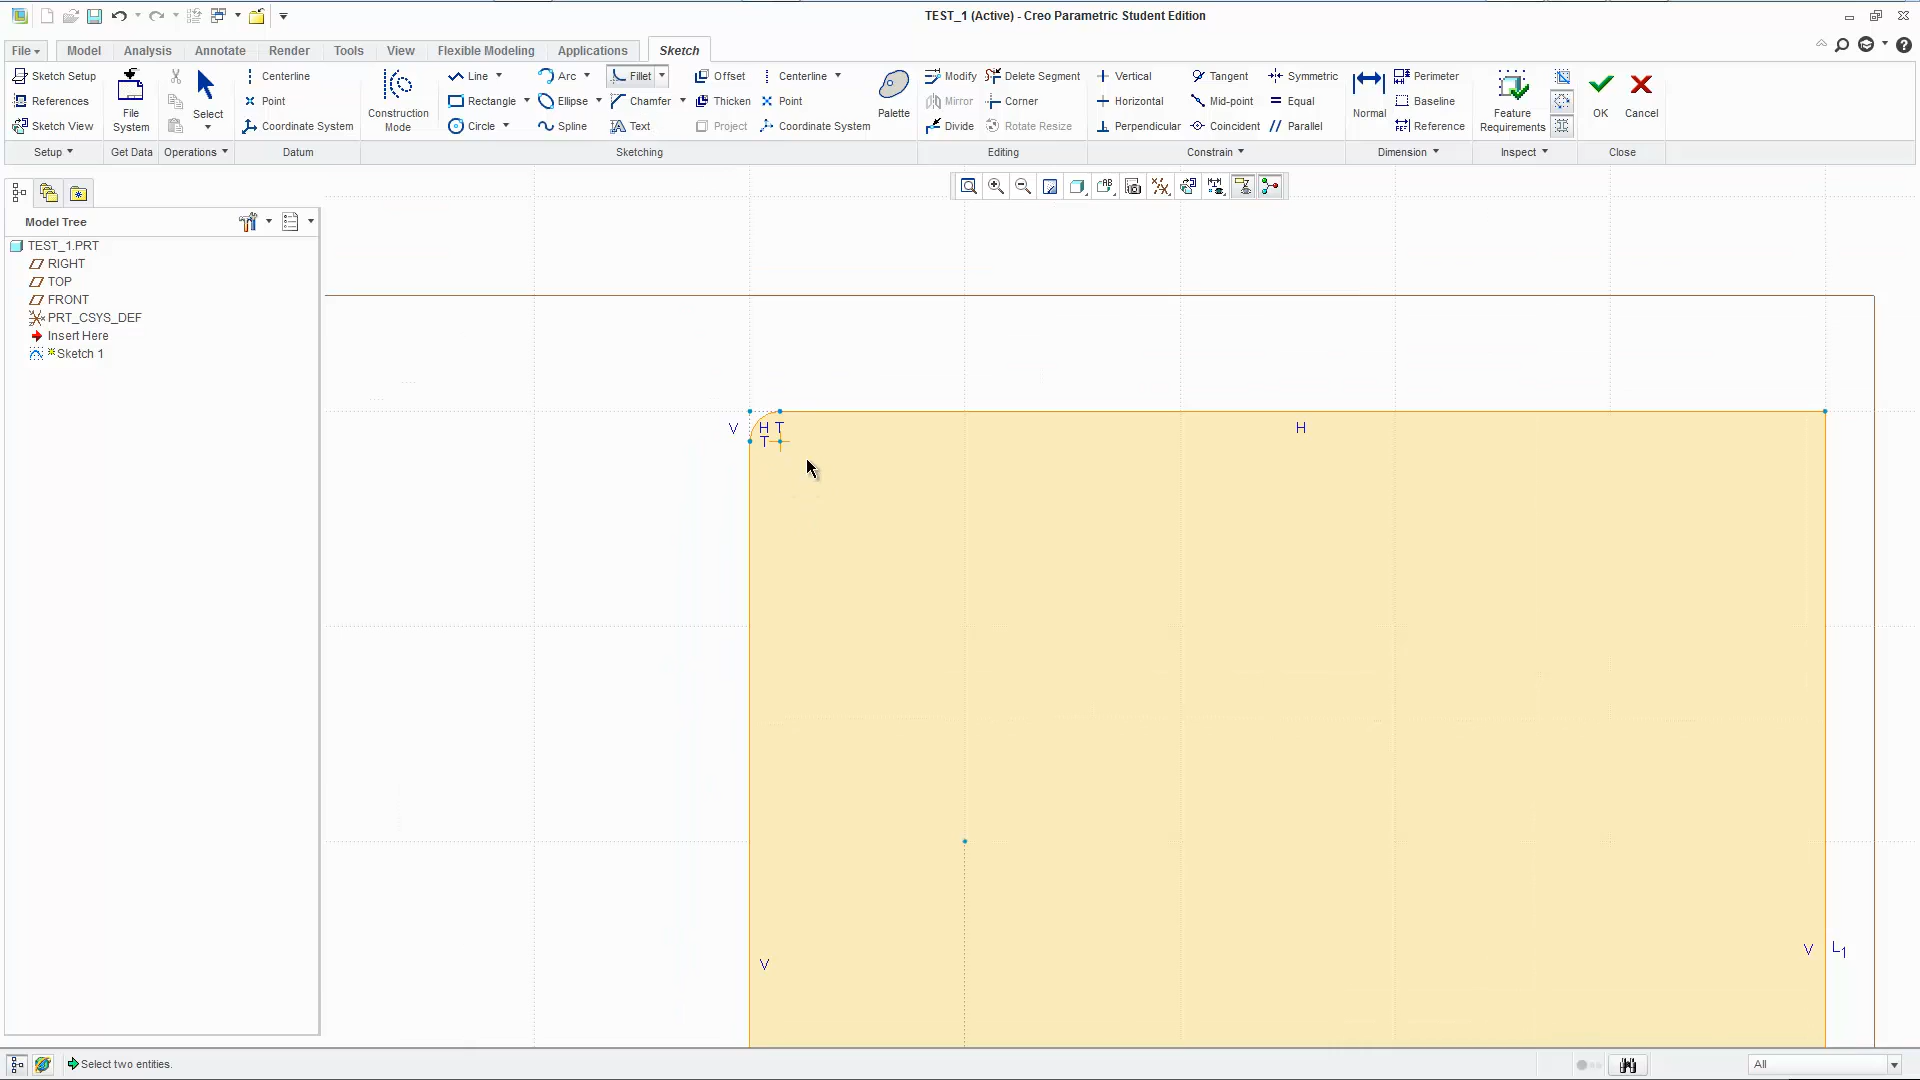 TEST_1 (Active) - Creo Parametric Student Edition
File Model Analysis Annotate Render Tools View Flexible Modeling Applications Sketch
Sketch Setup Centerline Line Arc Fillet Offset Centerline Modify Delete Segment Vertical Tangent Symmetric Perimeter
References Point Rectangle Ellipse Chamfer Thicken Point Mirror Corner Horizontal Mid-point Equal Baseline
Sketch View Coordinate System Circle Spline Text Project Coordinate System Divide Rotate Resize Perpendicular Coincident Parallel Reference
File System Select Construction Mode Palette Normal Feature Requirements OK Cancel
Setup Get Data Operations Datum Sketching Editing Constrain Dimension Inspect Close
Model Tree
TEST_1.PRT
RIGHT
TOP
FRONT
PRT_CSYS_DEF
Insert Here
Sketch 1
V H T H
T
V V L1
Select two entities. All